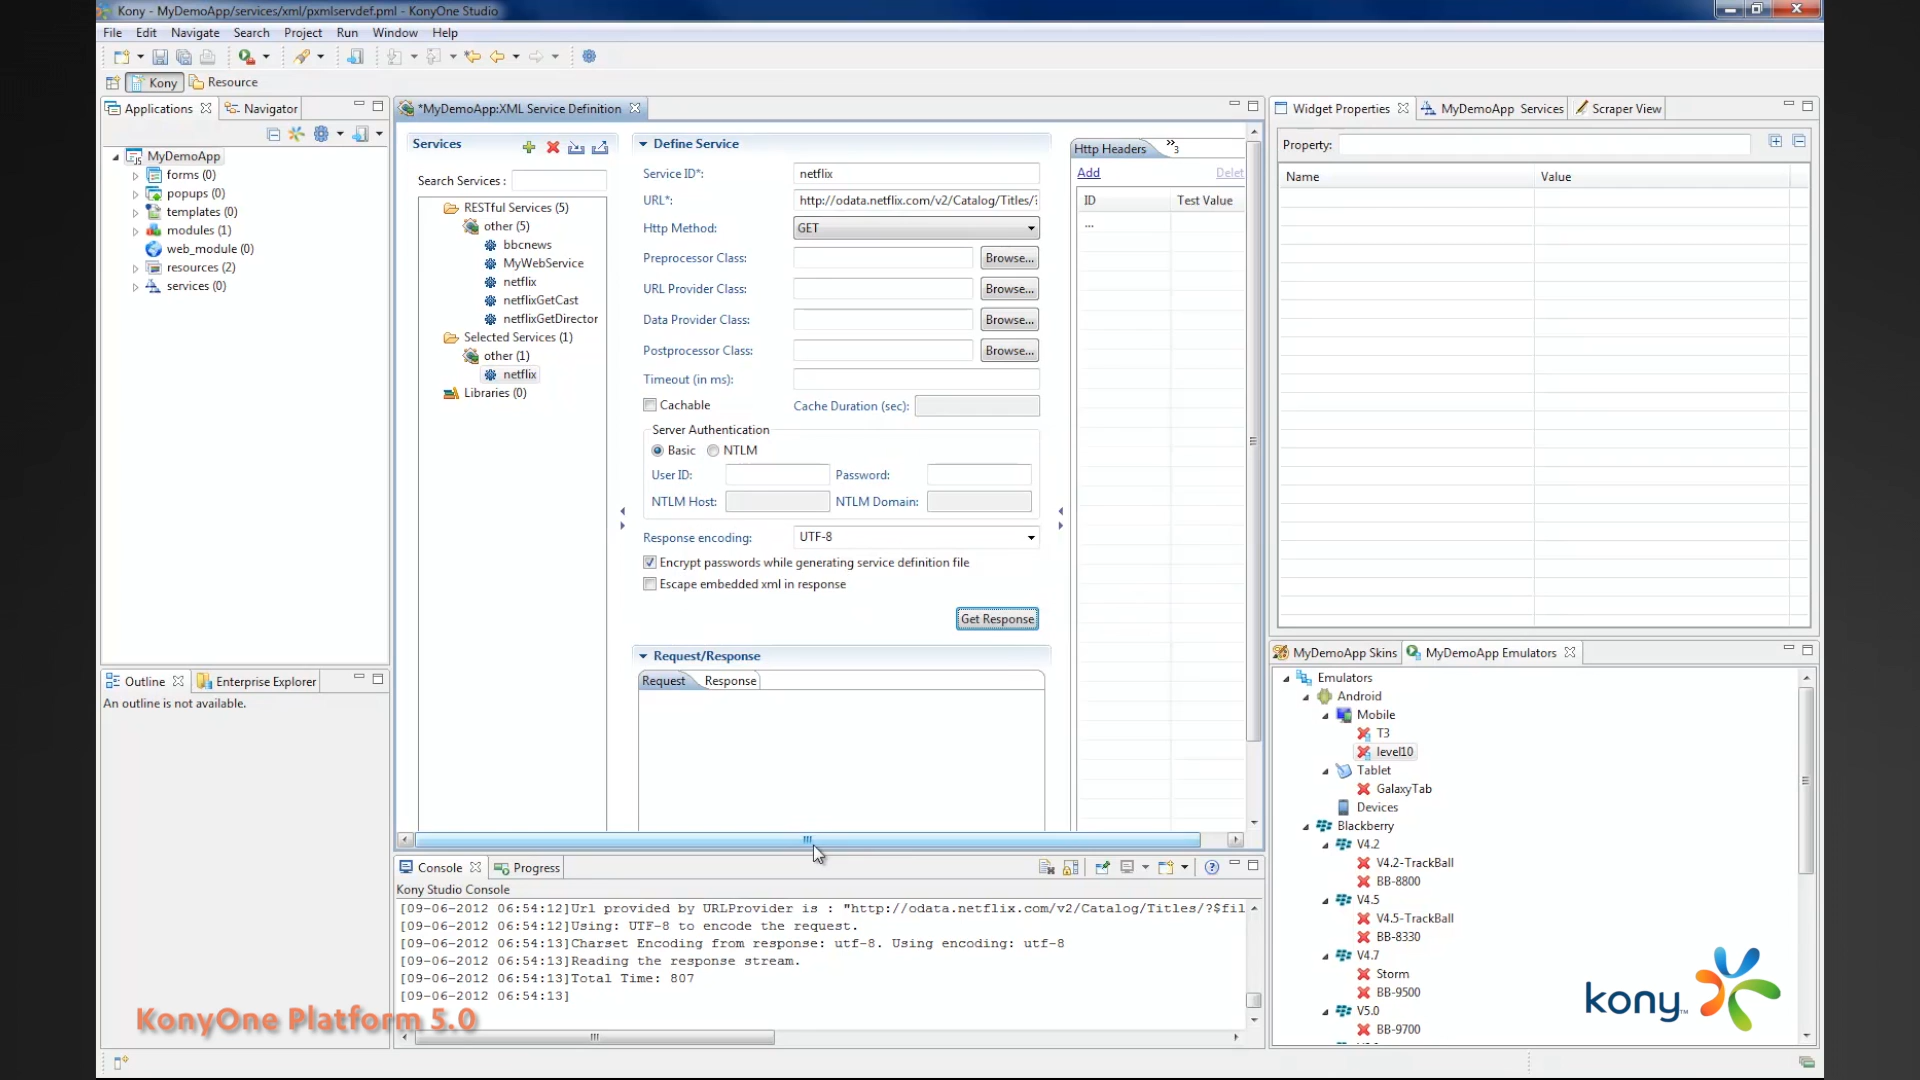 Kony - MyDemoApp/services/xml/pxmlservdef.pml - KonyOne Studio
File Edit Navigate Search Project Run Window Help
Kony Resource
Applications Navigator
MyDemoApp
forms (0)
popups (0)
templates (0)
modules (1)
web_module (0)
resources (2)
services (0)
Outline Enterprise Explorer
An outline is not available.
*MyDemoApp:XML Service Definition
Services
Search Services :
RESTful Services (5)
other (5)
bbcnews
MyWebService
netflix
netflixGetCast
netflixGetDirector
Selected Services (1)
other (1)
netflix
Libraries (0)
Define Service
Service ID*: netflix
URL*: http://odata.netflix.com/v2/Catalog/Titles/?
Http Method: GET
Preprocessor Class: Browse...
URL Provider Class: Browse...
Data Provider Class: Browse...
Postprocessor Class: Browse...
Timeout (in ms):
Cachable Cache Duration (sec):
Server Authentication
Basic NTLM
User ID: Password:
NTLM Host: NTLM Domain:
Response encoding: UTF-8
Encrypt passwords while generating service definition file
Escape embedded xml in response
Get Response
Request/Response
Request Response
Http Headers »3
Add Delet
ID Test Value
...
Console Progress
Kony Studio Console
[09-06-2012 06:54:12]Url provided by URLProvider is : "http://odata.netflix.com/v2/Catalog/Titles/?$fil
[09-06-2012 06:54:12]Using: UTF-8 to encode the request.
[09-06-2012 06:54:13]Charset Encoding from response: utf-8. Using encoding: utf-8
[09-06-2012 06:54:13]Reading the response stream.
[09-06-2012 06:54:13]Total Time: 807
[09-06-2012 06:54:13]
Widget Properties MyDemoApp Services Scraper View
Property:
Name Value
MyDemoApp Skins MyDemoApp Emulators
Emulators
Android
Mobile
T3
level10
Tablet
GalaxyTab
Devices
Blackberry
V4.2
V4.2-TrackBall
BB-8800
V4.5
V4.5-TrackBall
BB-8330
V4.7
Storm
BB-9500
V5.0
BB-9700
KonyOne Platform 5.0
kony™